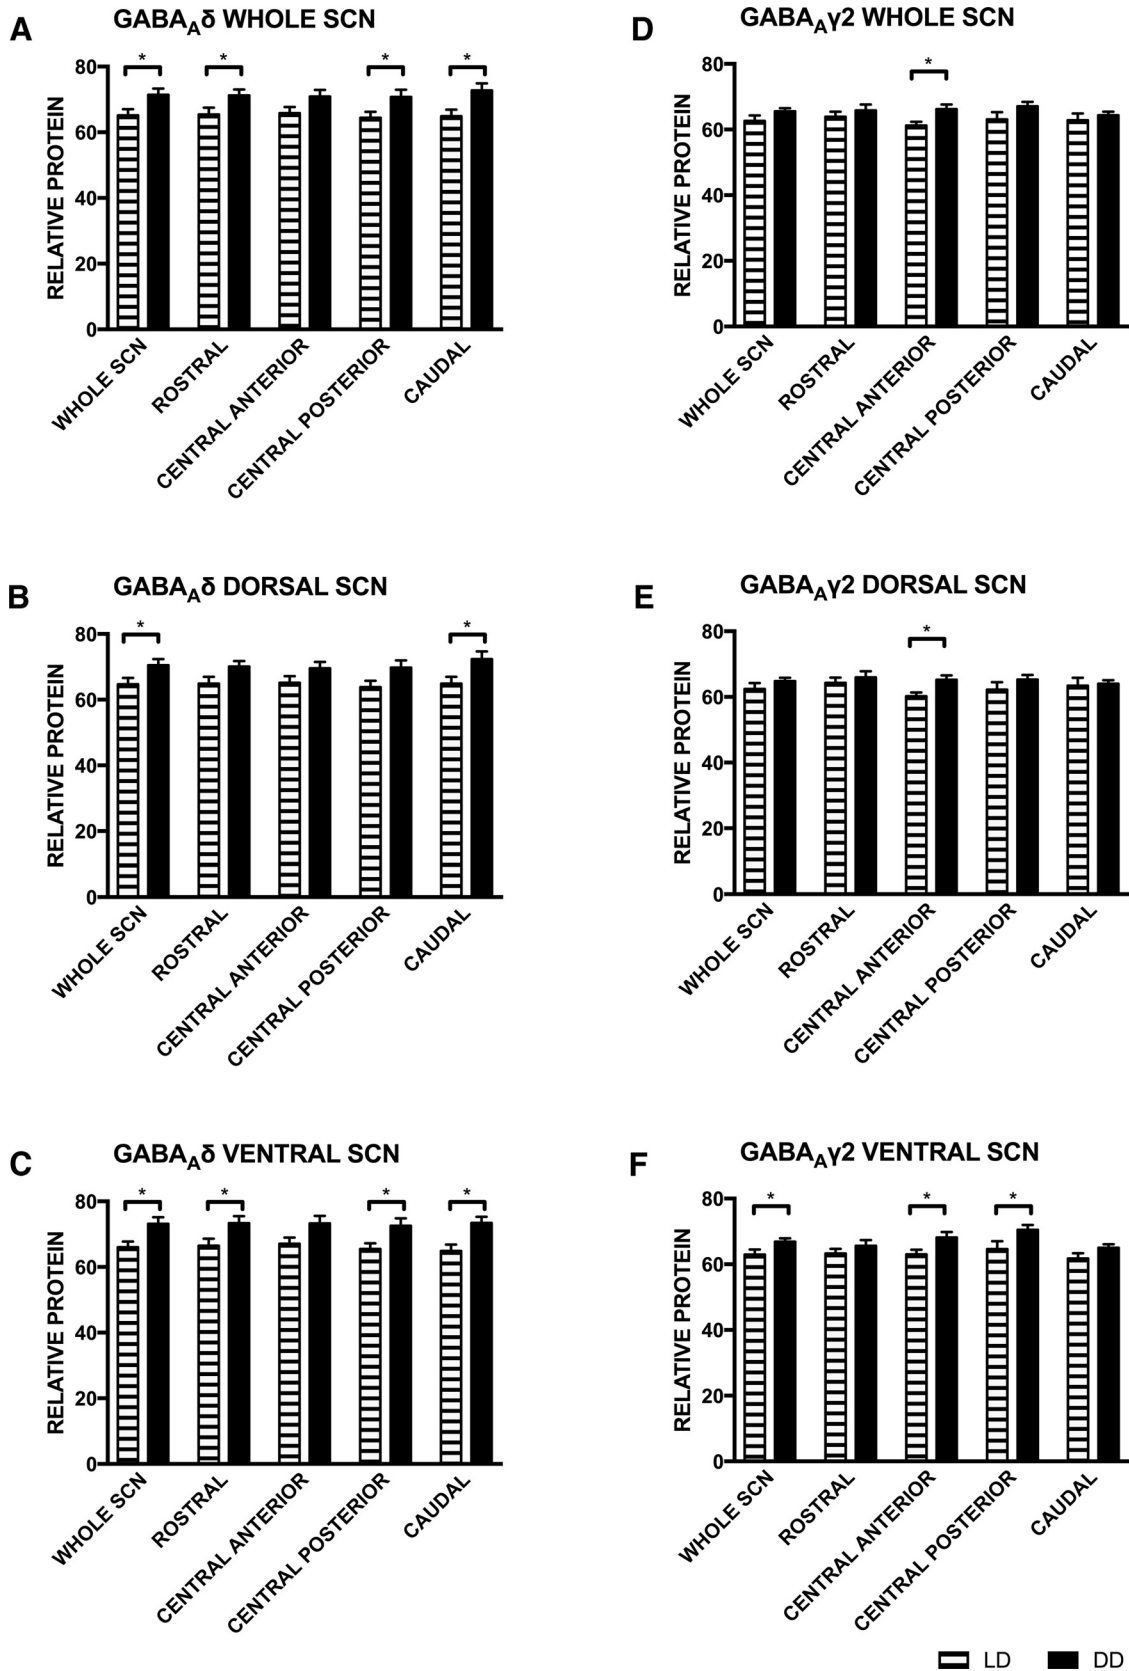 A
GABAAδ WHOLE SCN
RELATIVE PROTEIN
80
60
40
20
0
* * * *
WHOLE SCN
ROSTRAL
CENTRAL ANTERIOR
CENTRAL POSTERIOR
CAUDAL
D
GABAAγ2 WHOLE SCN
RELATIVE PROTEIN
80
60
40
20
0
*
WHOLE SCN
ROSTRAL
CENTRAL ANTERIOR
CENTRAL POSTERIOR
CAUDAL
B
GABAAδ DORSAL SCN
RELATIVE PROTEIN
80
60
40
20
0
* *
WHOLE SCN
ROSTRAL
CENTRAL ANTERIOR
CENTRAL POSTERIOR
CAUDAL
E
GABAAγ2 DORSAL SCN
RELATIVE PROTEIN
80
60
40
20
0
*
WHOLE SCN
ROSTRAL
CENTRAL ANTERIOR
CENTRAL POSTERIOR
CAUDAL
C
GABAAδ VENTRAL SCN
RELATIVE PROTEIN
80
60
40
20
0
* * * *
WHOLE SCN
ROSTRAL
CENTRAL ANTERIOR
CENTRAL POSTERIOR
CAUDAL
F
GABAAγ2 VENTRAL SCN
RELATIVE PROTEIN
80
60
40
20
0
* * *
WHOLE SCN
ROSTRAL
CENTRAL ANTERIOR
CENTRAL POSTERIOR
CAUDAL
LD DD